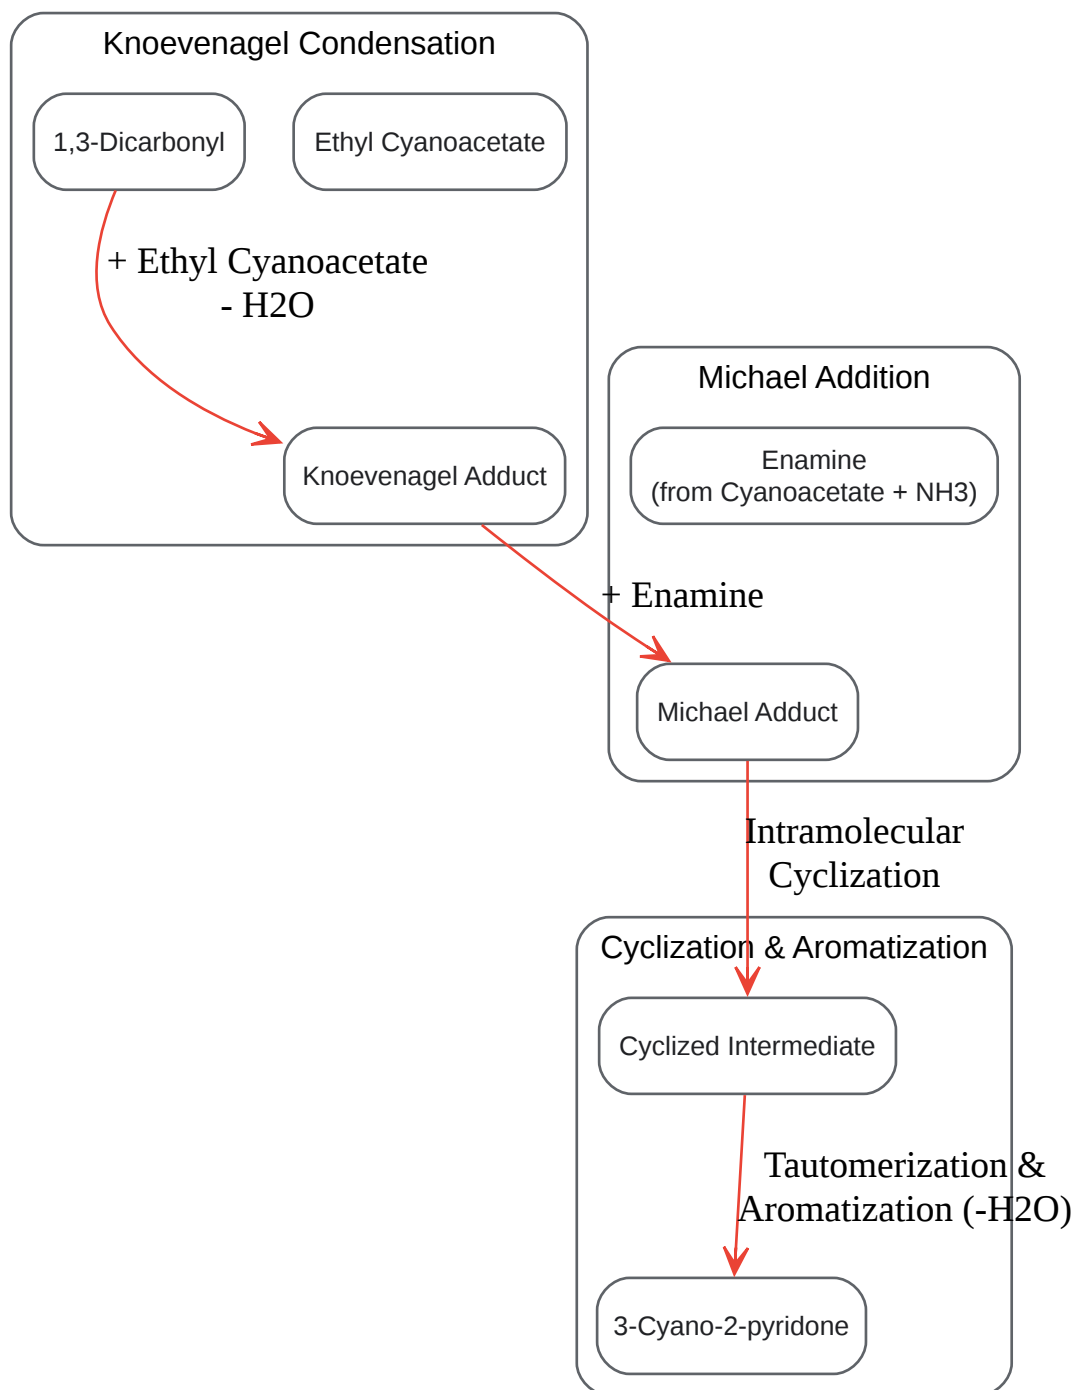 Knoevenagel Condensation
1,3-Dicarbonyl
Ethyl Cyanoacetate
+ Ethyl Cyanoacetate
- H2O
Knoevenagel Adduct
Michael Addition
Enamine
(from Cyanoacetate + NH3)
+ Enamine
Michael Adduct
Intramolecular
Cyclization
Cyclization & Aromatization
Cyclized Intermediate
Tautomerization &
Aromatization (-H2O)
3-Cyano-2-pyridone